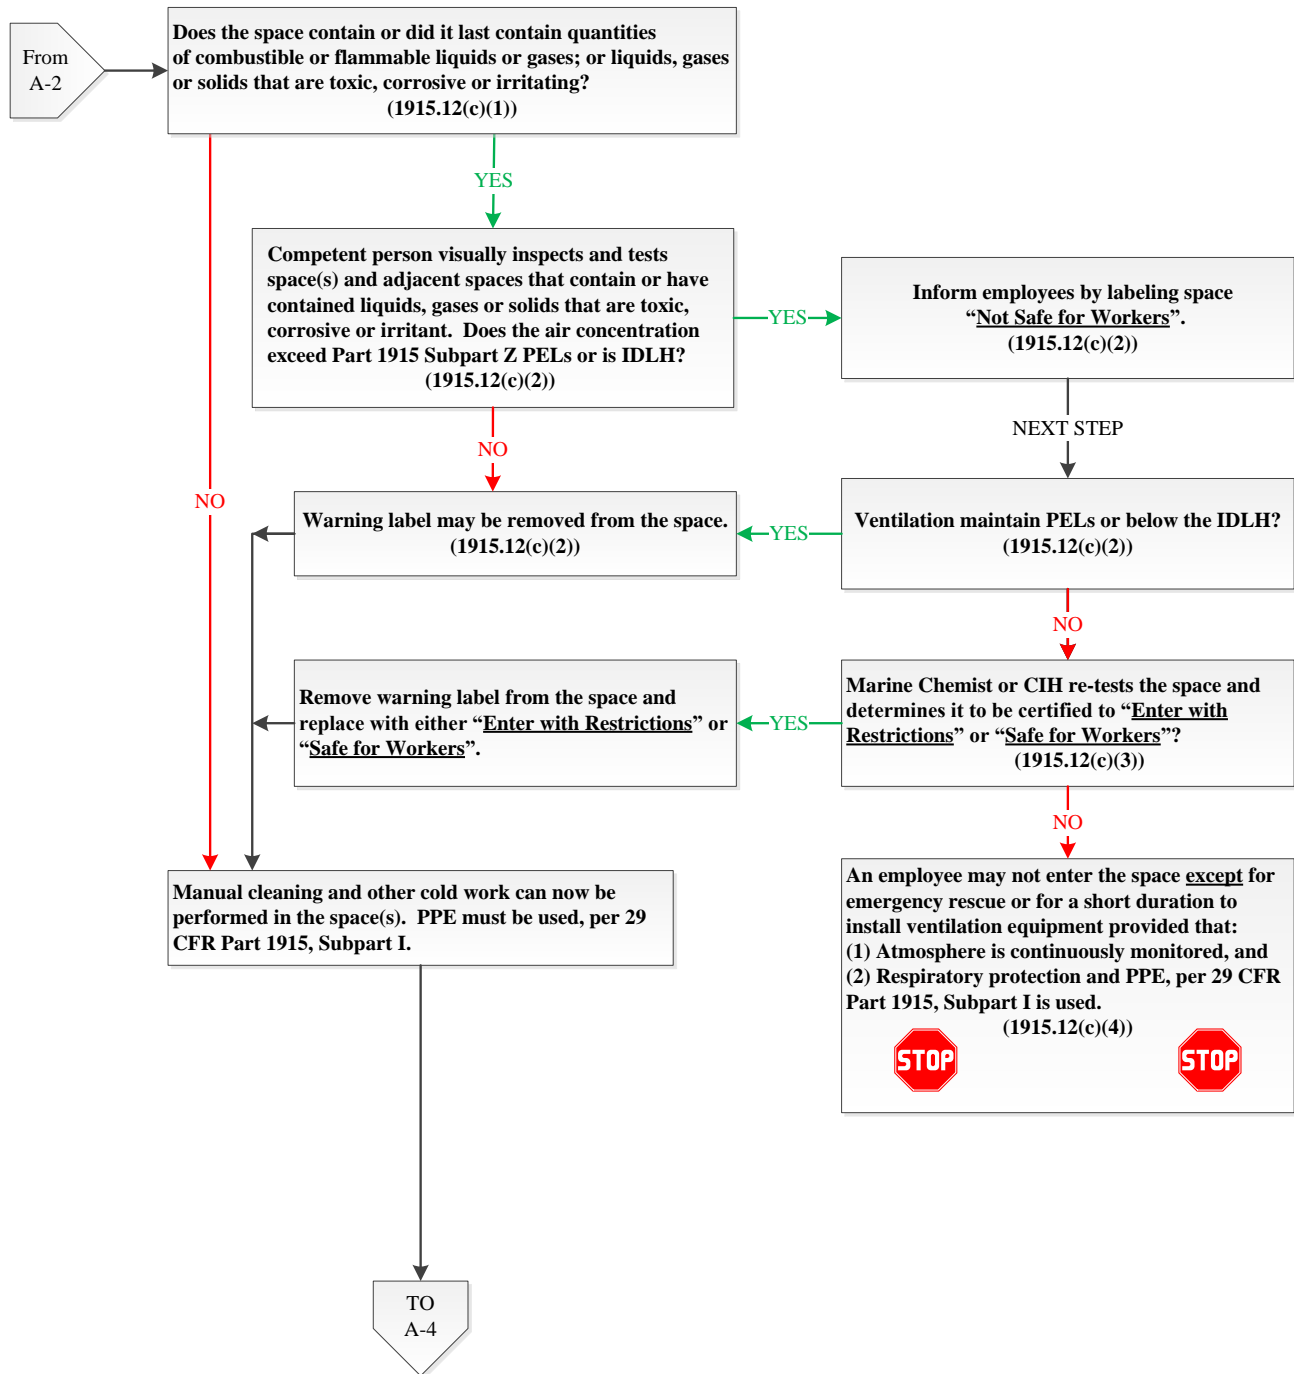 From
A-2
Does the space contain or did it last contain quantities
of combustible or flammable liquids or gases; or liquids, gases
or solids that are toxic, corrosive or irritating?
(1915.12(c)(1))
YES
NO
Competent person visually inspects and tests
space(s) and adjacent spaces that contain or have
contained liquids, gases or solids that are toxic,
corrosive or irritant.  Does the air concentration
exceed Part 1915 Subpart Z PELs or is IDLH?
(1915.12(c)(2))
YES
Inform employees by labeling space
“Not Safe for Workers”.
(1915.12(c)(2))
NEXT STEP
NO
Warning label may be removed from the space.
(1915.12(c)(2))
YES
Ventilation maintain PELs or below the IDLH?
(1915.12(c)(2))
NO
Remove warning label from the space and
replace with either “Enter with Restrictions” or
“Safe for Workers”.
YES
Marine Chemist or CIH re-tests the space and
determines it to be certified to “Enter with
Restrictions” or “Safe for Workers”?
(1915.12(c)(3))
NO
Manual cleaning and other cold work can now be
performed in the space(s).  PPE must be used, per 29
CFR Part 1915, Subpart I.
An employee may not enter the space except for
emergency rescue or for a short duration to
install ventilation equipment provided that:
(1) Atmosphere is continuously monitored, and
(2) Respiratory protection and PPE, per 29 CFR
Part 1915, Subpart I is used.
(1915.12(c)(4))
STOP
STOP
TO
A-4